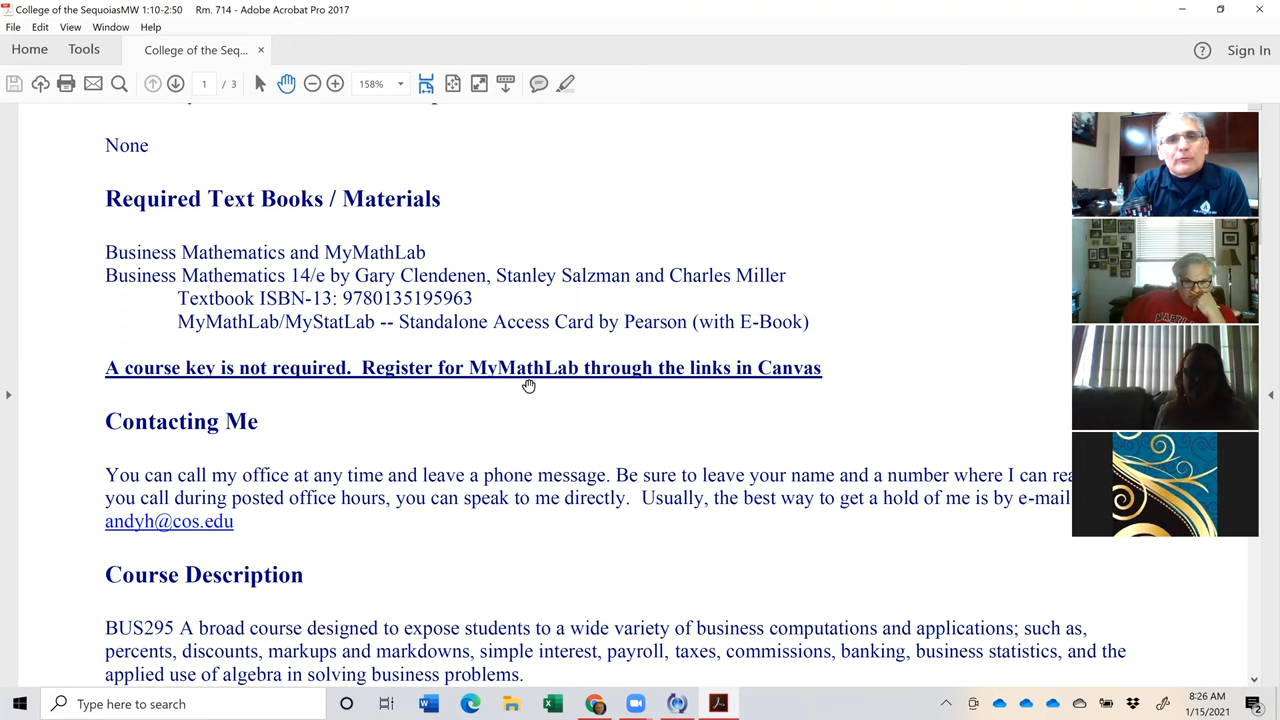 College of the SequoiasMW 1:10-2:50 Rm. 714 - Adobe Acrobat Pro 2017
File Edit View Window Help
Home Tools College of the Seq... × Sign In
1 / 3 158%
None
Required Text Books / Materials
Business Mathematics and MyMathLab
Business Mathematics 14/e by Gary Clendenen, Stanley Salzman and Charles Miller
Textbook ISBN-13: 9780135195963
MyMathLab/MyStatLab -- Standalone Access Card by Pearson (with E-Book)
A course key is not required. Register for MyMathLab through the links in Canvas
Contacting Me
You can call my office at any time and leave a phone message. Be sure to leave your name and a number where I can
you call during posted office hours, you can speak to me directly. Usually, the best way to get a hold of me is by e-mail
andyh@cos.edu
Course Description
BUS295 A broad course designed to expose students to a wide variety of business computations and applications; such as,
percents, discounts, markups and markdowns, simple interest, payroll, taxes, commissions, banking, business statistics, and the
applied use of algebra in solving business problems.
Type here to search
8:26 AM
1/15/2021
2